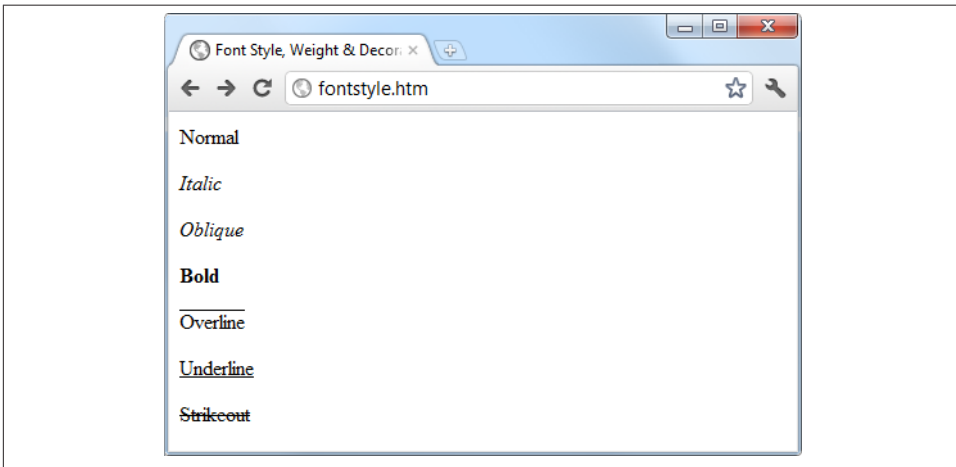 Font Style, Weight & Decor
fontstyle.htm
Normal
Italic
Oblique
Bold
Overline
Underline
Strikeout